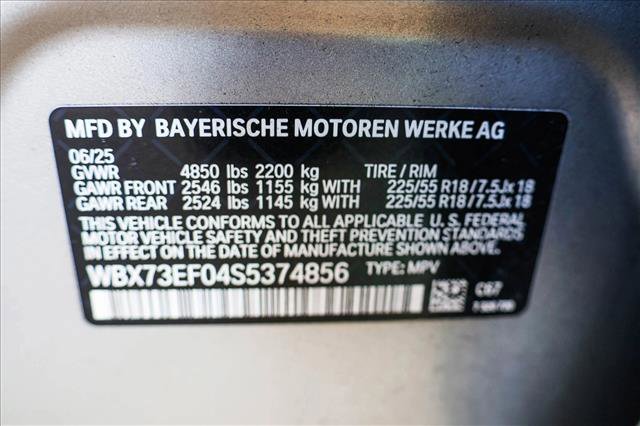 MFD BY BAYERISCHE MOTOREN WERKE AG
06/25
GVWR 4850 lbs 2200 kg TIRE / RIM
GAWR FRONT 2546 lbs 1155 kg WITH 225/55 R18/7.5Jx18
GAWR REAR 2524 lbs 1145 kg WITH 225/55 R18/7.5Jx18
THIS VEHICLE CONFORMS TO ALL APPLICABLE U.S. FEDERAL
MOTOR VEHICLE SAFETY AND THEFT PREVENTION STANDARDS
IN EFFECT ON THE DATE OF MANUFACTURE SHOWN ABOVE.
WBX73EF04S5374856 TYPE: MPV
C67